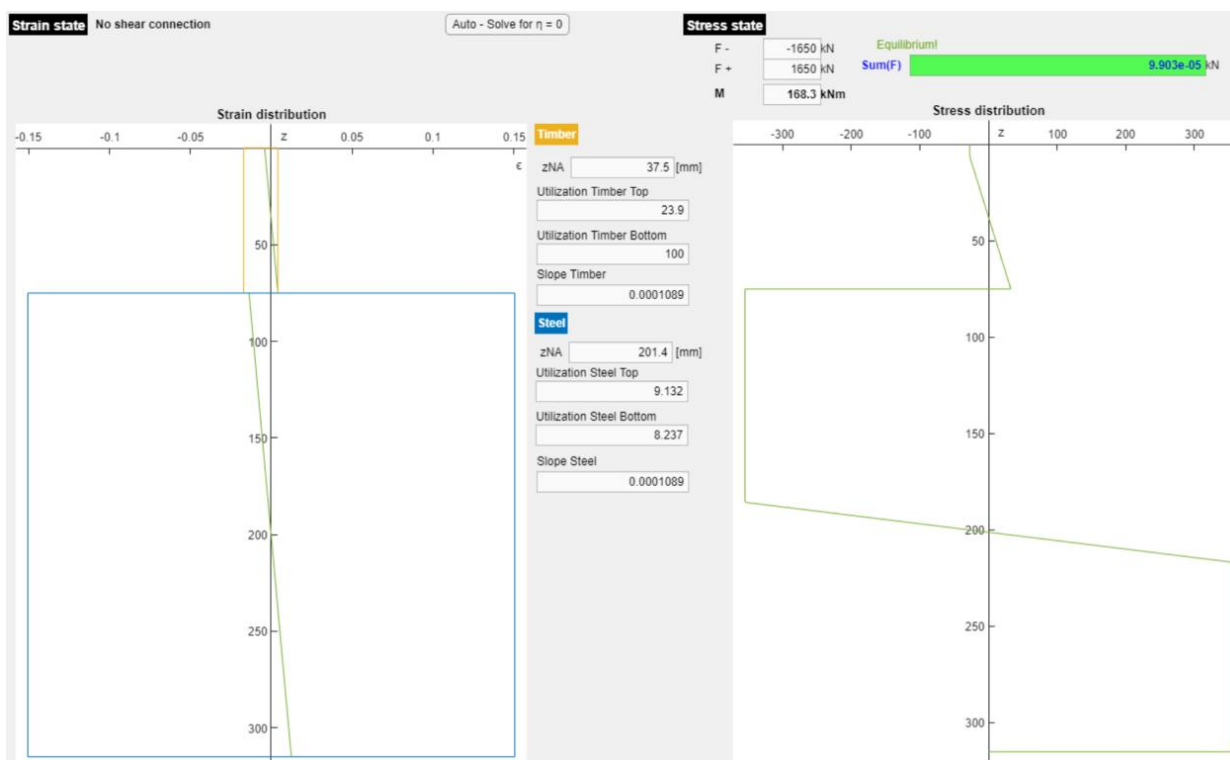 Strain state No shear connection Auto - Solve for η = 0 Stress state
F - -1650 kN Equilibrium!
F + 1650 kN Sum(F) 9.903e-05 kN
M 168.3 kNm
Strain distribution
-0.15 -0.1 -0.05 z 0.05 0.1 0.15
ϵ
50
100
150
200
250
300
Timber
zNA 37.5 [mm]
Utilization Timber Top
23.9
Utilization Timber Bottom
100
Slope Timber
0.0001089
Steel
zNA 201.4 [mm]
Utilization Steel Top
9.132
Utilization Steel Bottom
8.237
Slope Steel
0.0001089
Stress distribution
-300 -200 -100 z 100 200 300
50
100
150
200
250
300